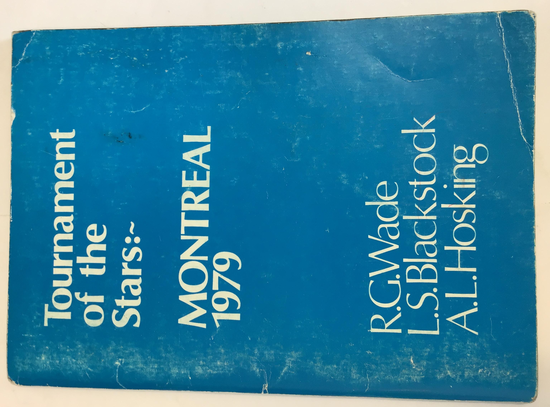 Tournament
of the
Stars:~
MONTREAL
1979
R.G.Wade
L.S.Blackstock
A.L.Hosking